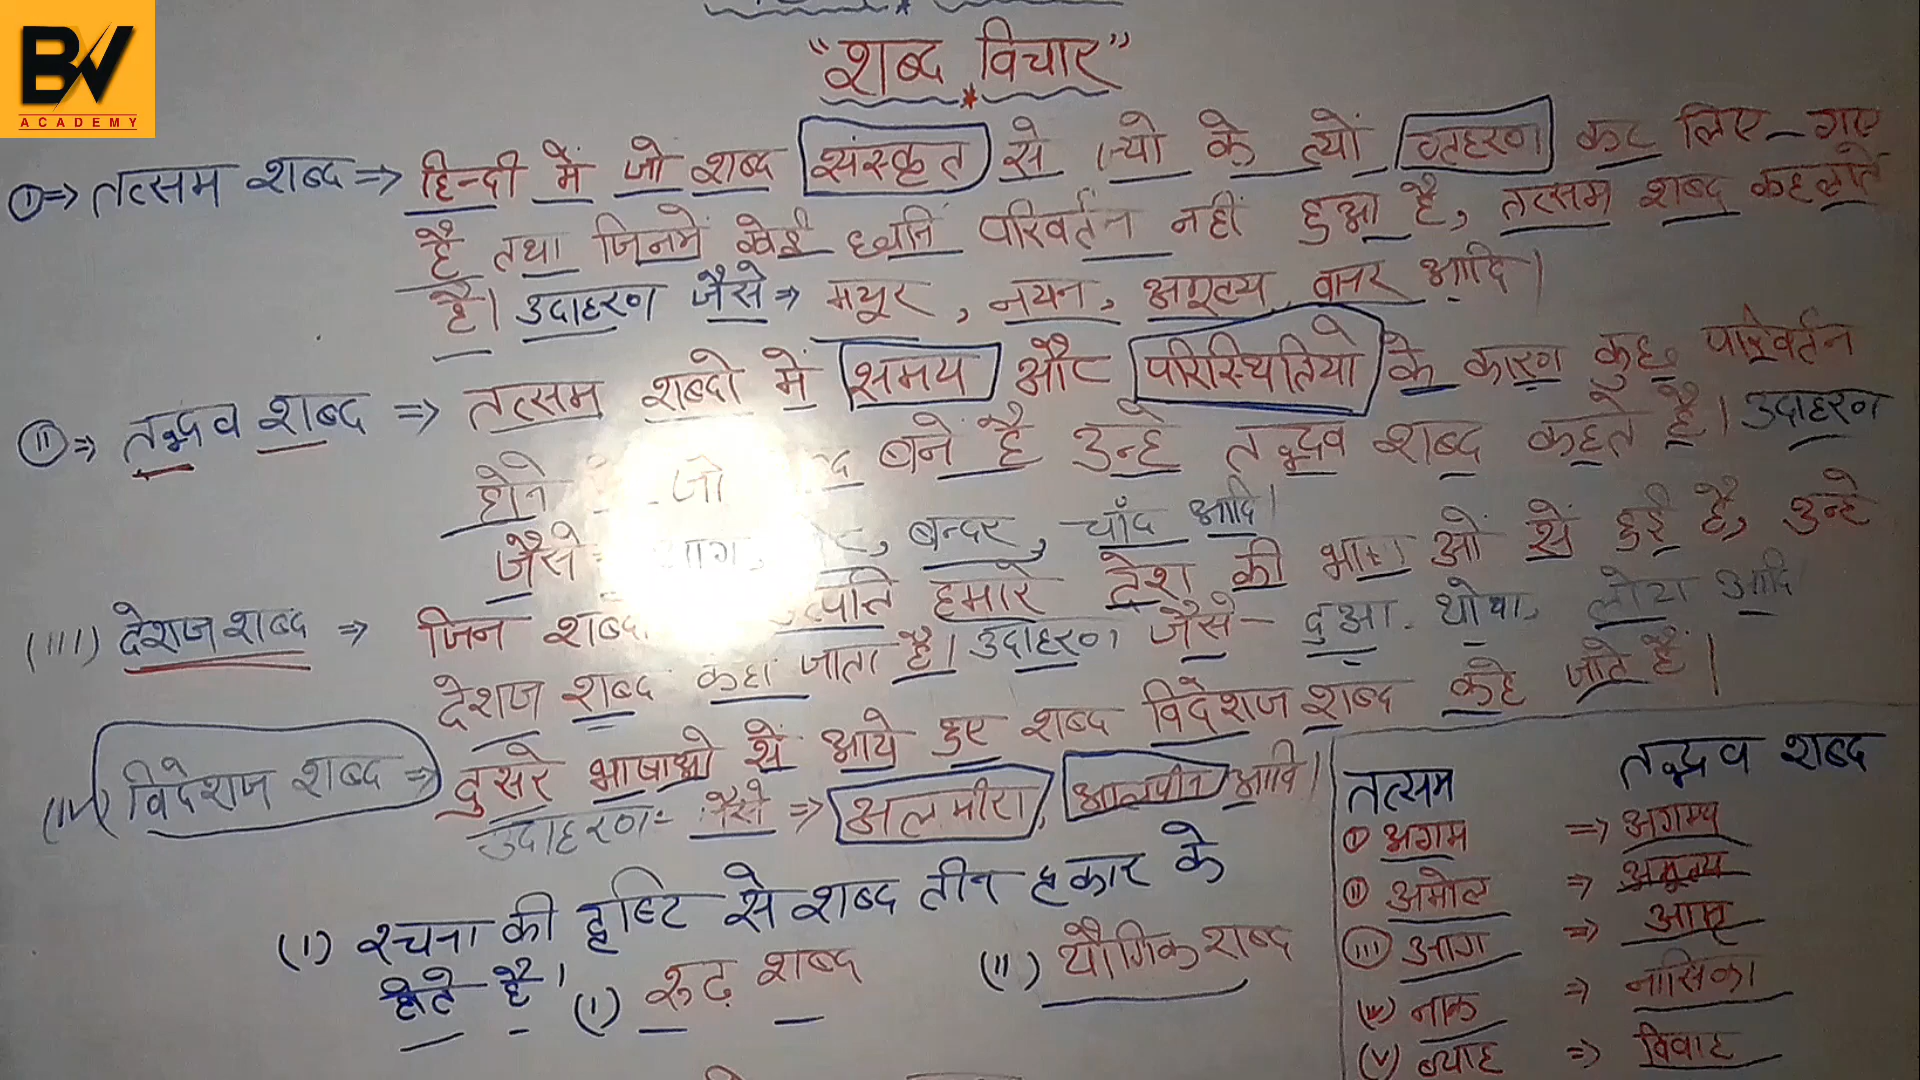 BV
ACADEMY
"शब्द विचार"
(I)⇒ तत्सम शब्द ⇒ हिन्दी में जो शब्द संस्कृत से ज्यो के त्यों ग्रहण कर लिए गए
है तथा जिनमें कोई ध्वनि परिवर्तन नहीं हुआ है, तत्सम शब्द कहलाते
है। उदाहरण जैसे ⇒ मयूर, नयन, अमूल्य, वानर आदि।
(II)⇒ तद्भव शब्द ⇒ तत्सम शब्दो में समय और परिस्थितियो के कारण कुछ परिवर्तन
होने जो बने है उन्हे तद्भव शब्द कहते है। उदाहरण
जैसे आग, बन्दर, चाँद आदि।
(III) देशज शब्द ⇒ जिन शब्द हमारे देश की भाषाओं से हुई है, उन्हे
देशज शब्द कहा जाता है। उदाहरण जैसे- दुआ, थोथा, लोटा आदि
(IV) विदेशज शब्द ⇒ दुसरे भाषाओ से आये हुए शब्द विदेशज शब्द कहे जाते है।
उदाहरण:- जैसे ⇒ अलमीरा, आलपीन आदि।
(I) रचना की दृष्टि से शब्द तीन प्रकार के
होते है।
(I) रुढ़ शब्द (II) यौगिक शब्द
तत्सम तद्भव शब्द
(I) अगम ⇒ अगम्य
(II) अमोल ⇒ अमूल्य
(III) आग ⇒
(IV) नाक ⇒ नासिका
(V) ब्याह ⇒ विवाह